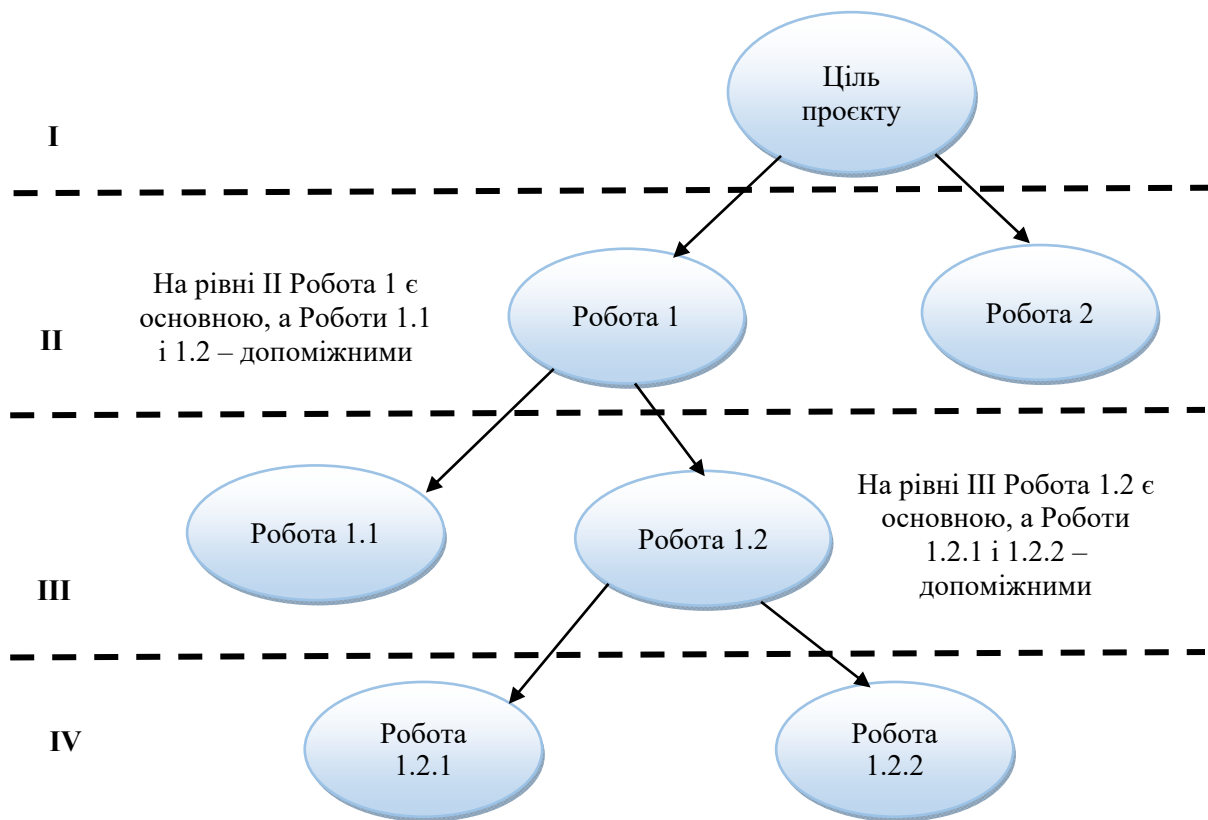 Ціль
проєкту
I
На рівні II Робота 1 є
основною, а Роботи 1.1
і 1.2 – допоміжними
II
Робота 1
Робота 2
Робота 1.1
Робота 1.2
На рівні III Робота 1.2 є
основною, а Роботи
1.2.1 і 1.2.2 –
допоміжними
III
IV
Робота
1.2.1
Робота
1.2.2